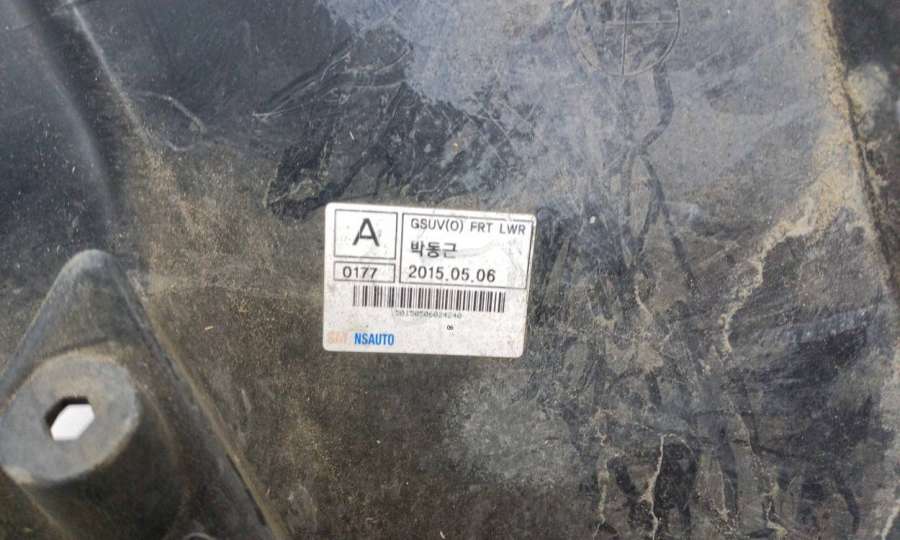 A
GSUV(O) FRT LWR
박동근
0177
2015.05.06
NSAUTO